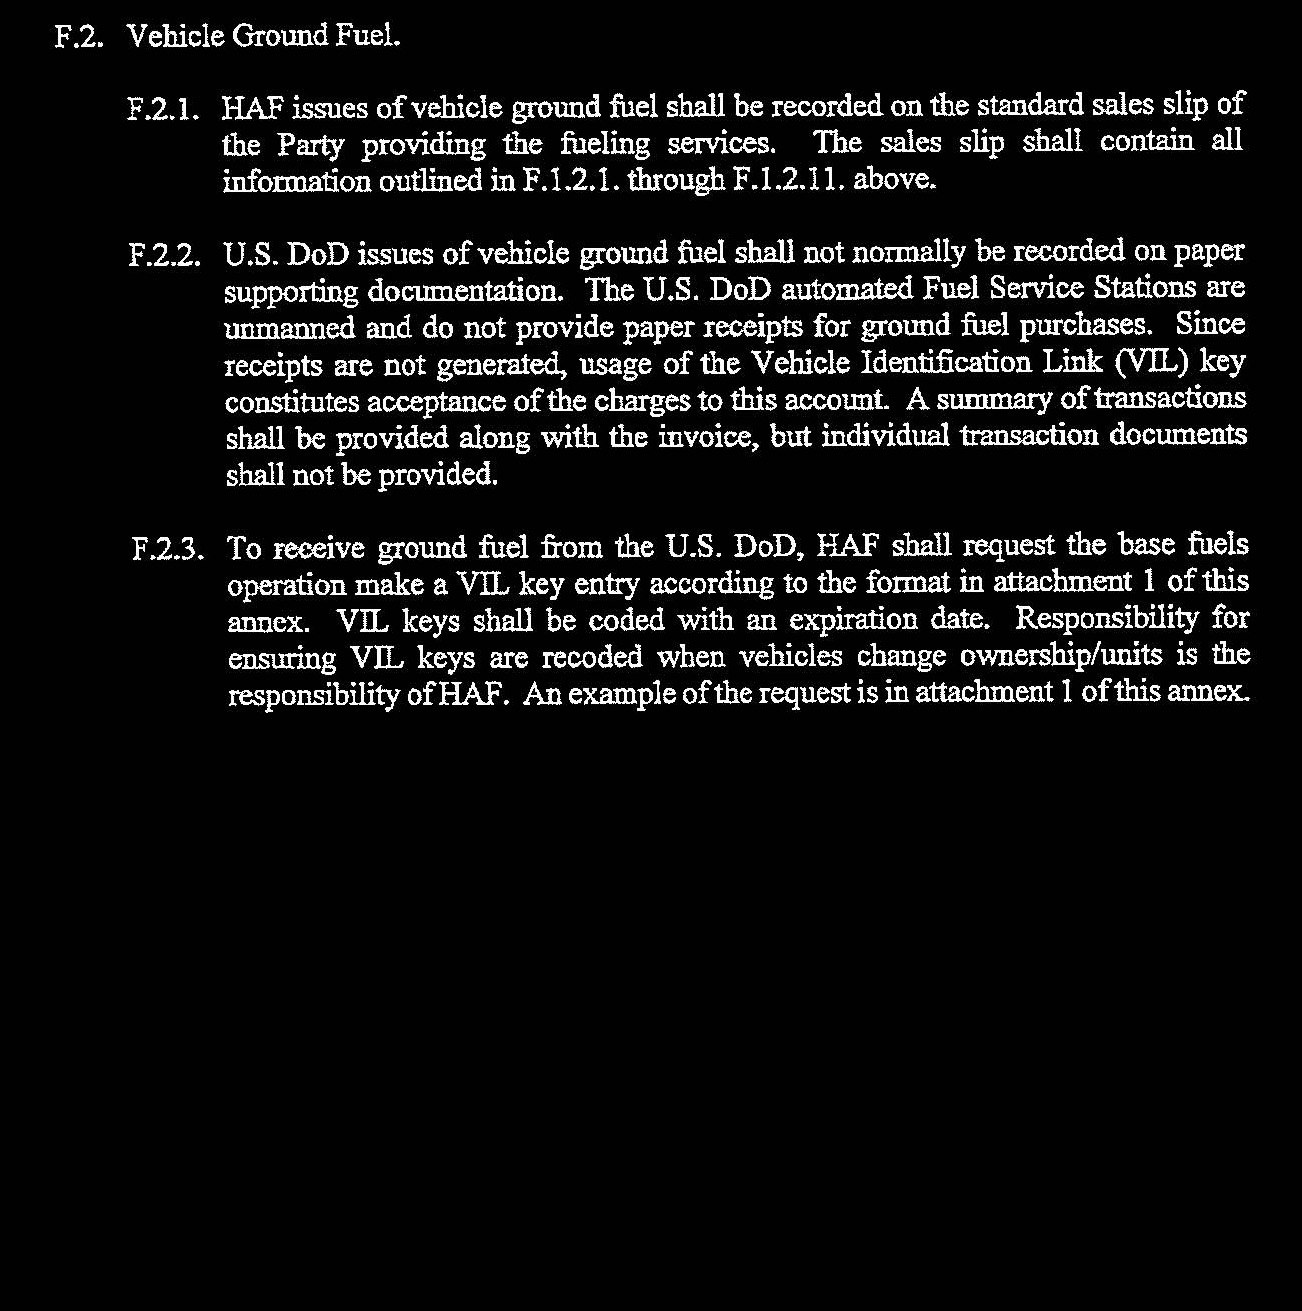 F.2. Vehicle Ground Fuel.
F.2.1. HAF issues of vehicle ground fuel shall be recorded on the standard sales slip of
the Party providing the fueling services. The sales slip shall contain all
information outlined in F.1.2.1. through F.1.2.11. above.
F.2.2. U.S. DoD issues of vehicle ground fuel shall not normally be recorded on paper
supporting documentation. The U.S. DoD automated Fuel Service Stations are
unmanned and do not provide paper receipts for ground fuel purchases. Since
receipts are not generated, usage of the Vehicle Identification Link (VIL) key
constitutes acceptance of the charges to this account. A summary of transactions
shall be provided along with the invoice, but individual transaction documents
shall not be provided.
F.2.3. To receive ground fuel from the U.S. DoD, HAF shall request the base fuels
operation make a VIL key entry according to the format in attachment 1 of this
annex. VIL keys shall be coded with an expiration date. Responsibility for
ensuring VIL keys are recoded when vehicles change ownership/units is the
responsibility of HAF. An example of the request is in attachment 1 of this annex.